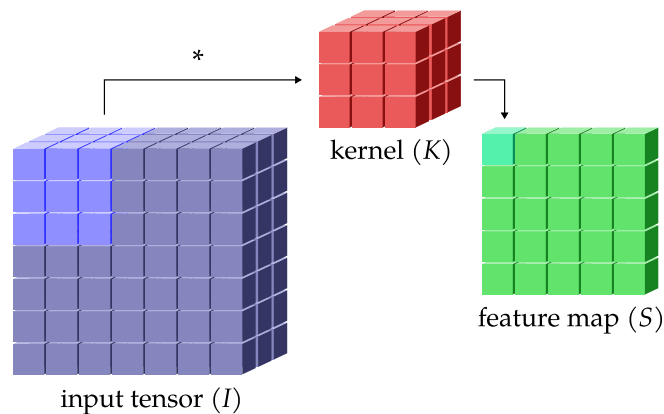 *
kernel (K)
feature map (S)
input tensor (I)